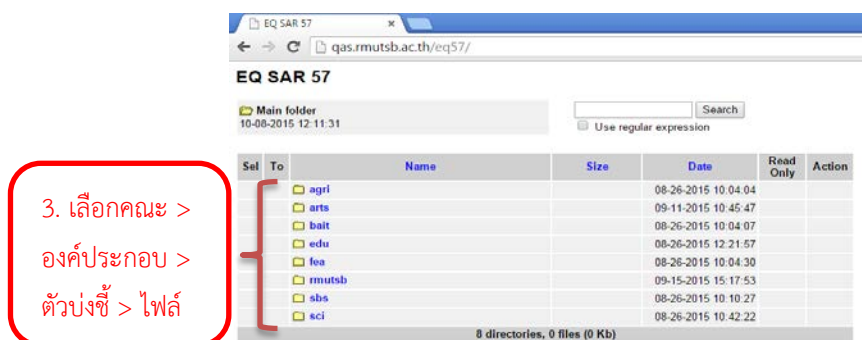 EQ SAR 57
qas.rmutsb.ac.th/eq57/
EQ SAR 57
Main folder
10-08-2015 12:11:31
Search
Use regular expression
Sel To Name Size Date Read Only Action
agri 08-26-2015 10:04:04
arts 09-11-2015 10:45:47
bait 08-26-2015 10:04:07
edu 08-26-2015 12:21:57
fea 08-26-2015 10:04:30
rmutsb 09-15-2015 15:17:53
sbs 08-26-2015 10:10:27
sci 08-26-2015 10:42:22
8 directories, 0 files (0 Kb)
3. เลือกคณะ >
องค์ประกอบ >
ตัวบ่งชี้ > ไฟล์